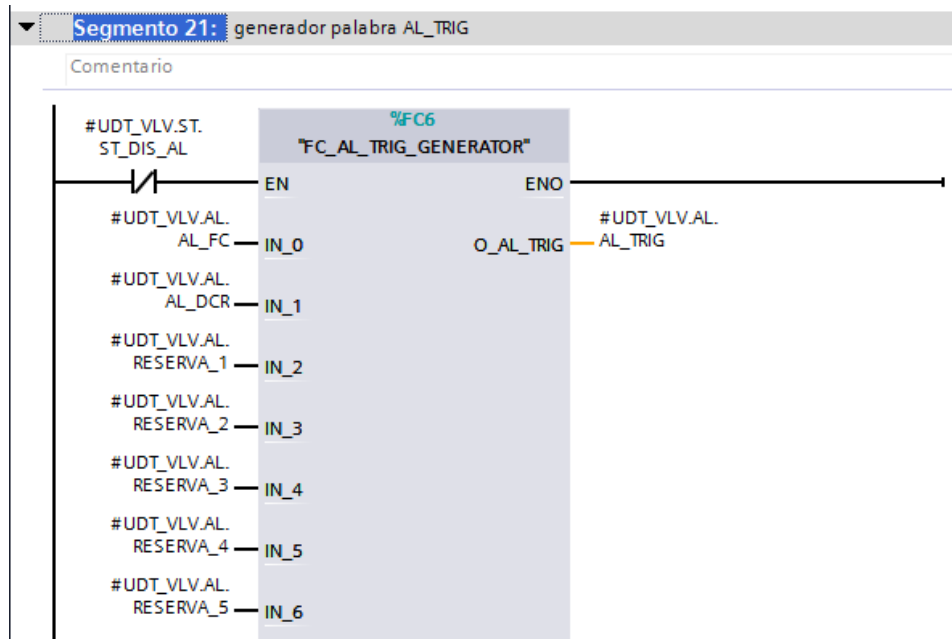 Segmento 21: generador palabra AL_TRIG
Comentario
#UDT_VLV.ST.
ST_DIS_AL
%FC6
"FC_AL_TRIG_GENERATOR"
EN ENO
#UDT_VLV.AL.
AL_FC IN_0
O_AL_TRIG
#UDT_VLV.AL.
AL_TRIG
#UDT_VLV.AL.
AL_DCR IN_1
#UDT_VLV.AL.
RESERVA_1 IN_2
#UDT_VLV.AL.
RESERVA_2 IN_3
#UDT_VLV.AL.
RESERVA_3 IN_4
#UDT_VLV.AL.
RESERVA_4 IN_5
#UDT_VLV.AL.
RESERVA_5 IN_6